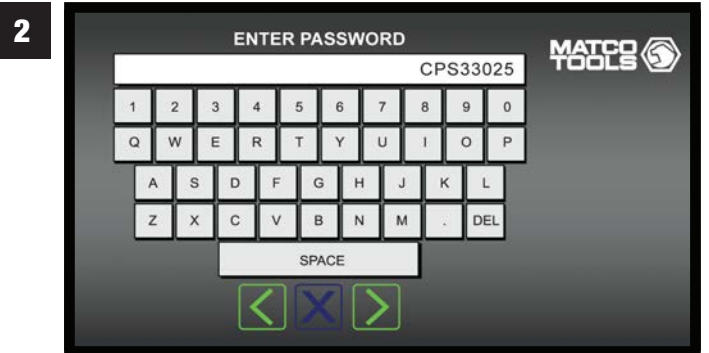 2
ENTER PASSWORD
MATCO
TOOLS
CPS33025
1 2 3 4 5 6 7 8 9 0
Q W E R T Y U I O P
A S D F G H J K L
Z X C V B N M . DEL
SPACE
< X >